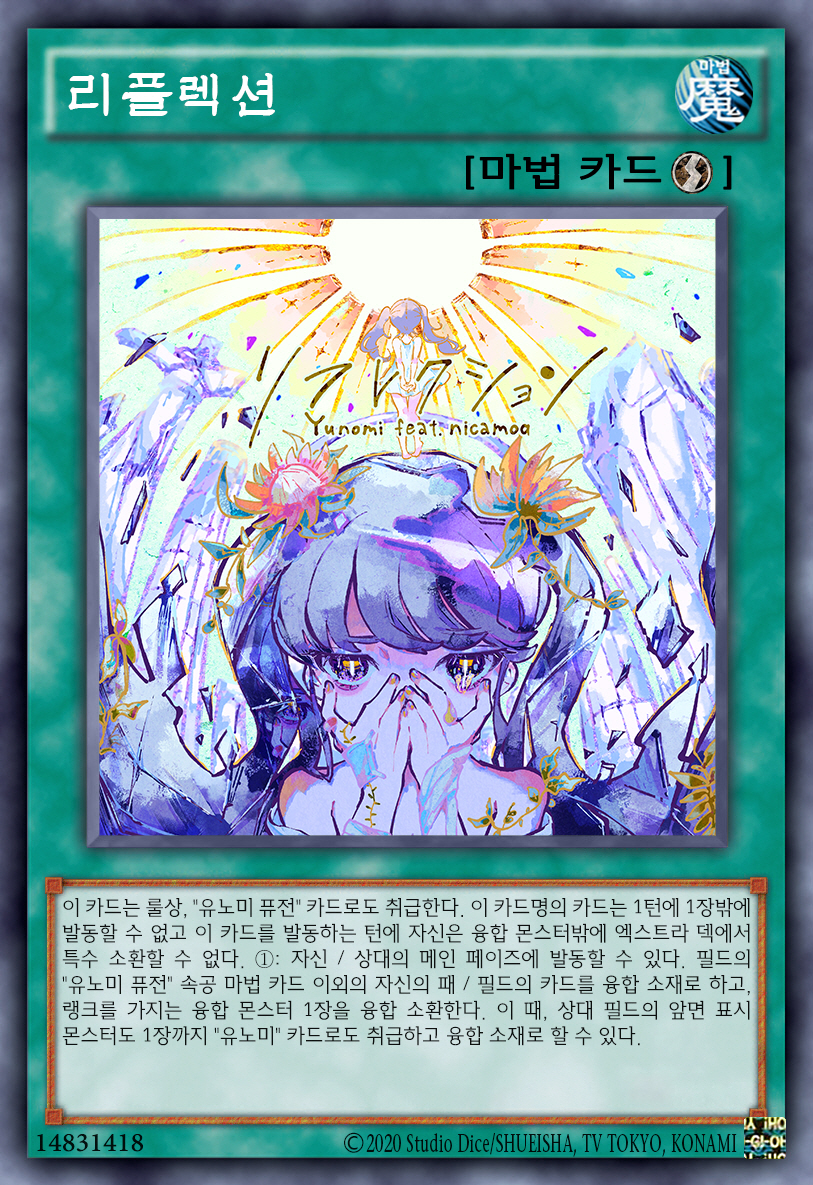 리플렉션
마법
魔
[마법 카드]
リフレクション
Yunomi feat. nicamoq
이 카드는 룰상, "유노미 퓨전" 카드로도 취급한다. 이 카드명의 카드는 1턴에 1장밖에
발동할 수 없고 이 카드를 발동하는 턴에 자신은 융합 몬스터밖에 엑스트라 덱에서
특수 소환할 수 없다. ①: 자신 / 상대의 메인 페이즈에 발동할 수 있다. 필드의
"유노미 퓨전" 속공 마법 카드 이외의 자신의 패 / 필드의 카드를 융합 소재로 하고,
랭크를 가지는 융합 몬스터 1장을 융합 소환한다. 이 때, 상대 필드의 앞면 표시
몬스터도 1장까지 "유노미" 카드로도 취급하고 융합 소재로 할 수 있다.
14831418
©2020 Studio Dice/SHUEISHA, TV TOKYO, KONAMI